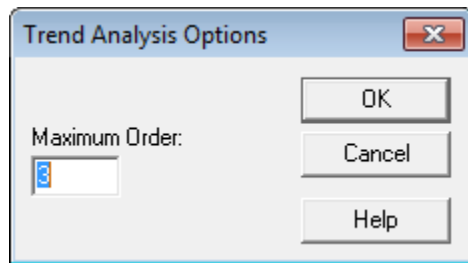 Trend Analysis Options
OK
Maximum Order:
3
Cancel
Help